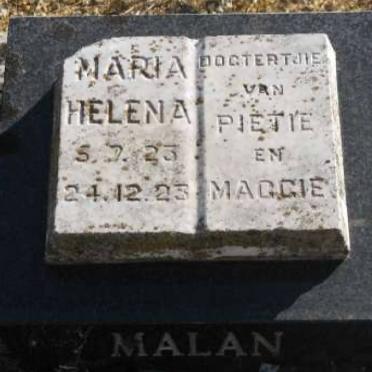 MARIA
HELENA
5.7.23
24.12.23
DOGTERTJIE
VAN
PIETIE
EN
MAGGIE
MALAN